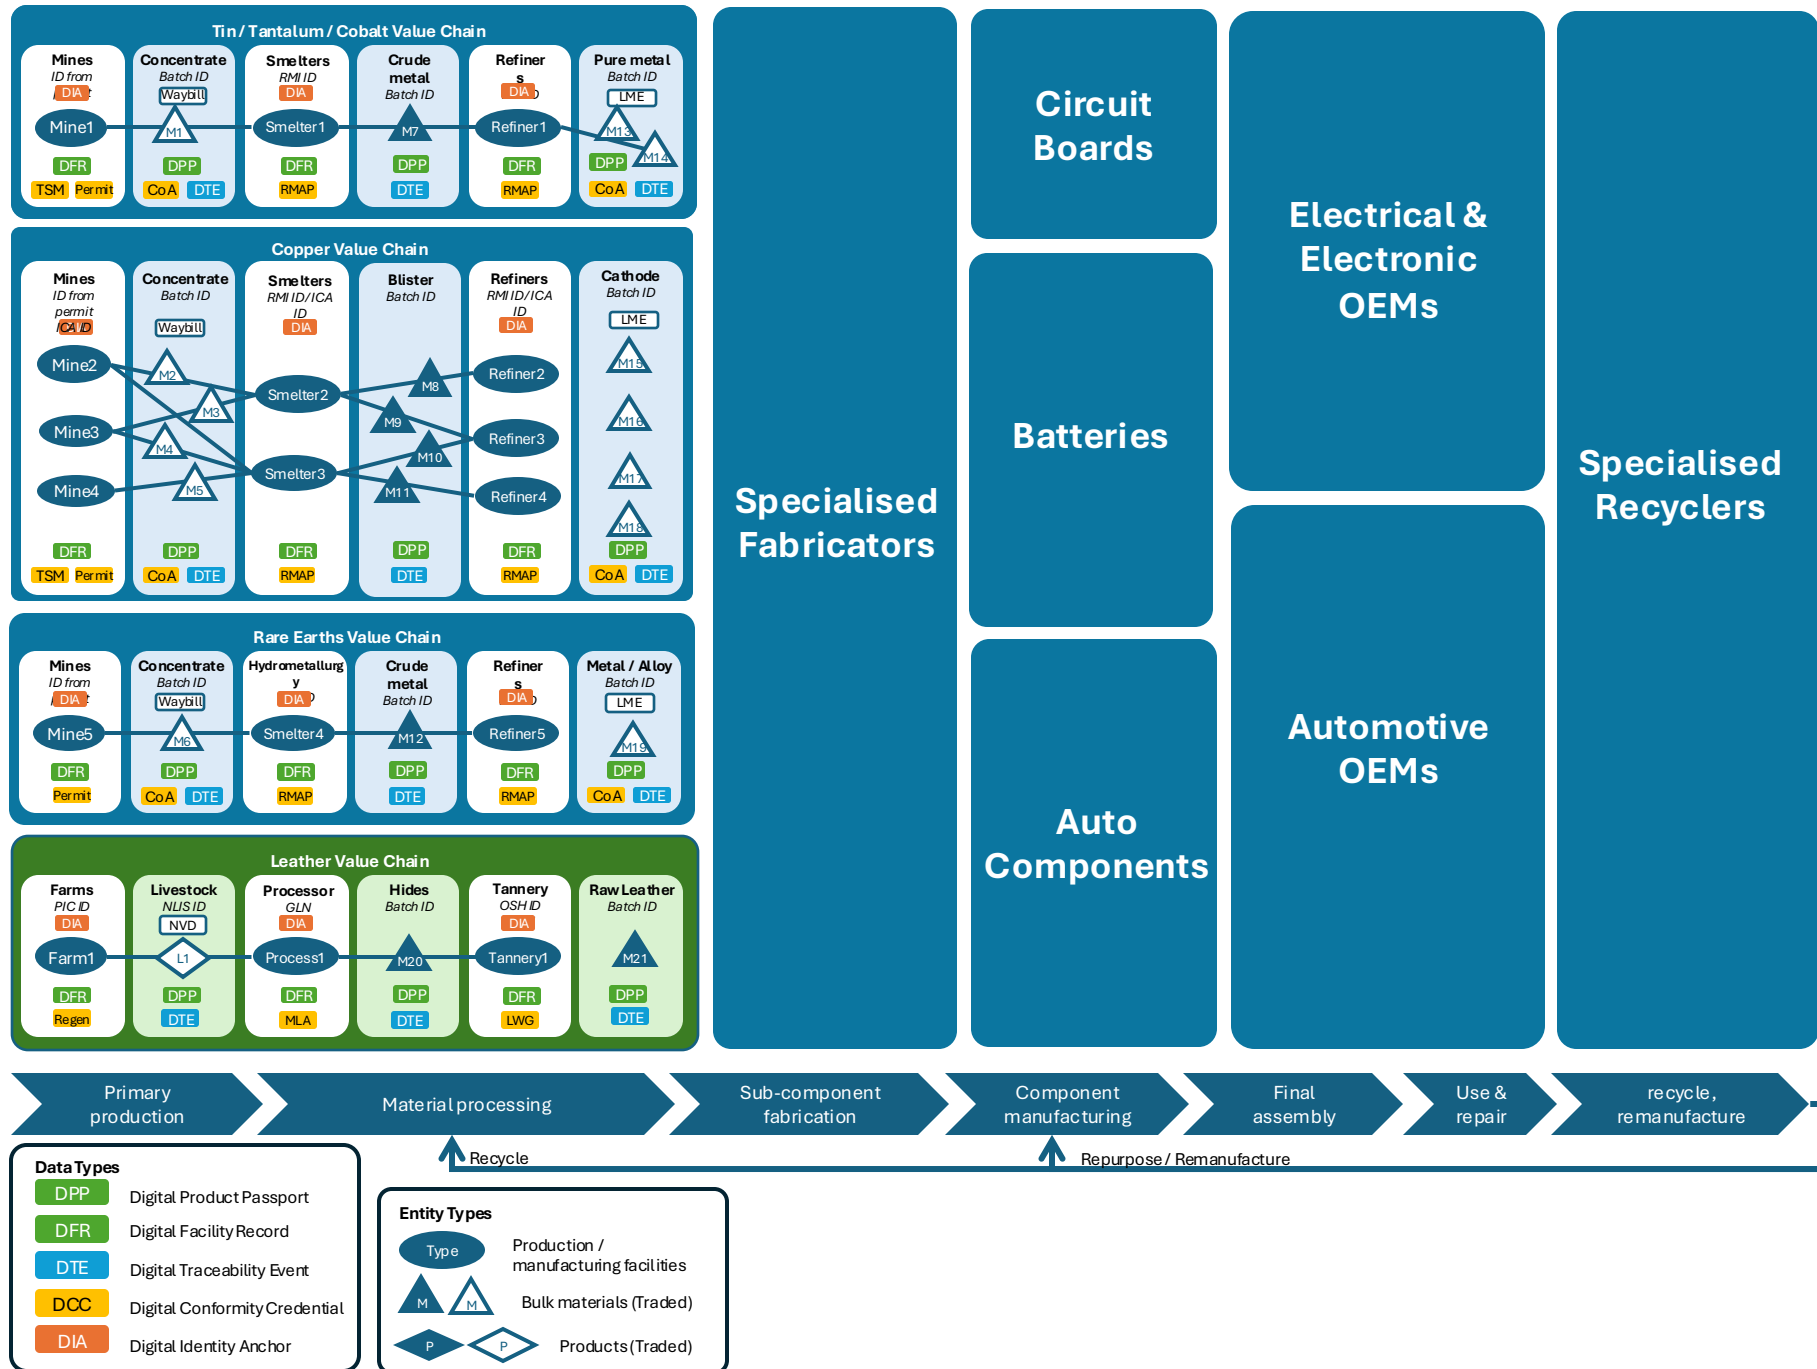 Tin / Tantalum / Cobalt Value Chain
Mines
ID from
DIA
Mine1
DFR
TSM Permit
Concentrate
Batch ID
Waybill
M1
DPP
CoA DTE
Smelters
RMI ID
DIA
Smelter1
DFR
RMAP
Crude
metal
Batch ID
M7
DPP
DTE
Refiner
s
DIA
Refiner1
DFR
RMAP
Pure metal
Batch ID
LME
M13
M14
DPP
CoA DTE
Copper Value Chain
Mines
ID from
permit
ICA ID
Mine2
Mine3
Mine4
DFR
TSM Permit
Concentrate
Batch ID
Waybill
M2
M3
M4
M5
DPP
CoA DTE
Smelters
RMI ID/ICA
ID
DIA
Smelter2
Smelter3
DFR
RMAP
Blister
Batch ID
M8
M9
M10
M11
DPP
DTE
Refiners
RMI ID/ICA
ID
DIA
Refiner2
Refiner3
Refiner4
DFR
RMAP
Cathode
Batch ID
LME
M15
M16
M17
M18
DPP
CoA DTE
Rare Earths Value Chain
Mines
ID from
DIA
Mine5
DFR
Permit
Concentrate
Batch ID
Waybill
M6
DPP
CoA DTE
Hydrometallurg
y
DIA
Smelter4
DFR
RMAP
Crude
metal
Batch ID
M12
DPP
DTE
Refiner
s
DIA
Refiner5
DFR
RMAP
Metal / Alloy
Batch ID
LME
M19
DPP
CoA DTE
Leather Value Chain
Farms
PIC ID
DIA
Farm1
DFR
Regen
Livestock
NLIS ID
NVD
L1
DPP
DTE
Processor
GLN
DIA
Process1
DFR
MLA
Hides
Batch ID
M20
DPP
DTE
Tannery
OSH ID
DIA
Tannery1
DFR
LWG
Raw Leather
Batch ID
M21
DPP
DTE
Specialised
Fabricators
Circuit
Boards
Batteries
Auto
Components
Electrical &
Electronic
OEMs
Automotive
OEMs
Specialised
Recyclers
Primary
production
Material processing
Sub-component
fabrication
Component
manufacturing
Final
assembly
Use &
repair
recycle,
remanufacture
Recycle
Repurpose / Remanufacture
Data Types
DPP Digital Product Passport
DFR Digital Facility Record
DTE Digital Traceability Event
DCC Digital Conformity Credential
DIA Digital Identity Anchor
Entity Types
Type Production /
manufacturing facilities
M M Bulk materials (Traded)
P P Products (Traded)